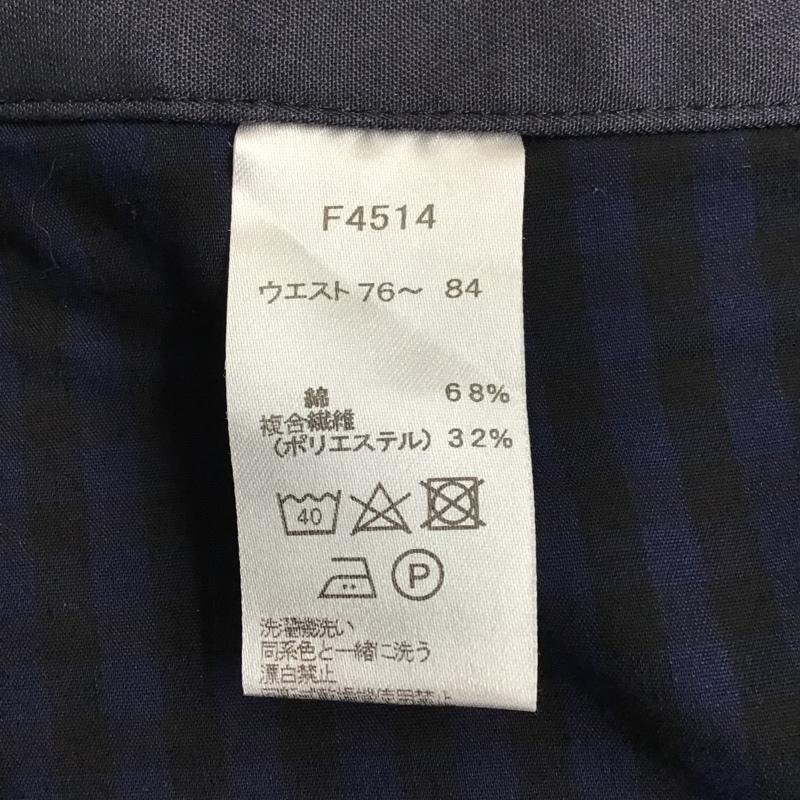 F4514
ウエスト 76～ 84
綿 68%
複合繊維
(ポリエステル) 32%
40
P
洗濯機洗い
同系色と一緒に洗う
漂白禁止